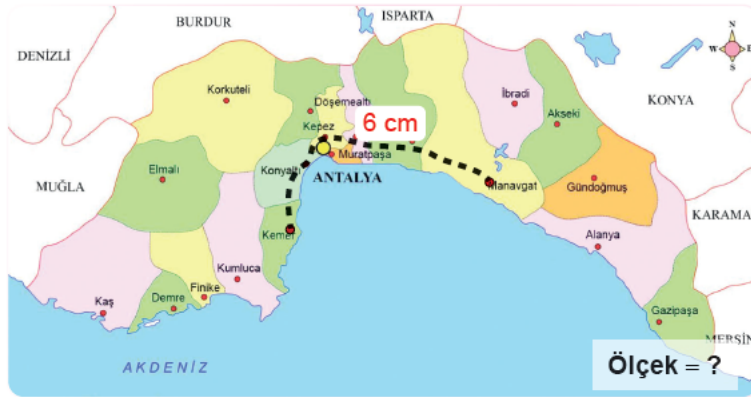 BURDUR
ISPARTA
DENİZLİ
N
W
E
S
Korkuteli
Döşemealtı
İbradi
KONYA
Akseki
Kepez
6 cm
Muratpaşa
Elmalı
Konyaaltı
ANTALYA
Manavgat
Gündoğmuş
MUĞLA
KARAMA
Kemer
Alanya
Kumluca
Finike
Demre
Kaş
Gazipaşa
MERSİN
AKDENİZ
Ölçek = ?